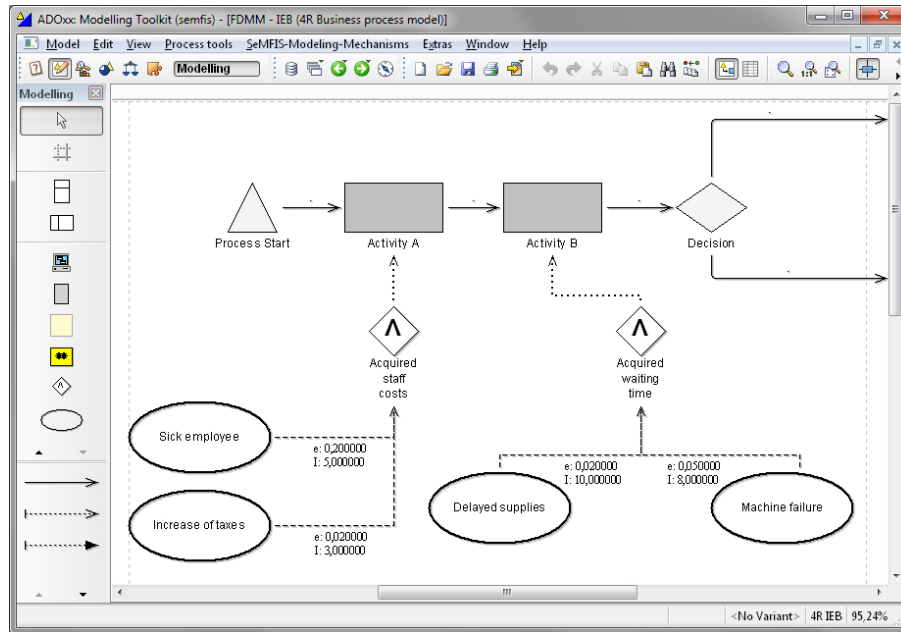 ADOxx: Modelling Toolkit (semfis) - [FDMM - IEB (4R Business process model)]
Model Edit View Process tools SeMFIS-Modeling-Mechanisms Extras Window Help
Modelling
Modelling
Process Start Activity A Activity B Decision
Acquired
staff
costs
Acquired
waiting
time
Sick employee
e: 0,200000
I: 5,000000
Increase of taxes
e: 0,020000
I: 3,000000
Delayed supplies
e: 0,020000
I: 10,000000
e: 0,050000
I: 8,000000
Machine failure
<No Variant> 4R IEB 95,24%